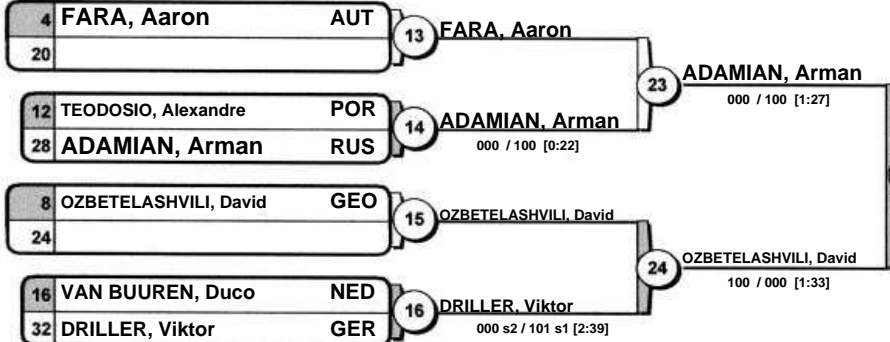 4 FARA, Aaron AUT
20
13 FARA, Aaron
12 TEODOSIO, Alexandre POR
28 ADAMIAN, Arman RUS
14 ADAMIAN, Arman
000 / 100 [0:22]
23 ADAMIAN, Arman
000 / 100 [1:27]
8 OZBETELASHVILI, David GEO
24
15 OZBETELASHVILI, David
16 VAN BUUREN, Duco NED
32 DRILLER, Viktor GER
16 DRILLER, Viktor
000 s2 / 101 s1 [2:39]
24 OZBETELASHVILI, David
100 / 000 [1:33]